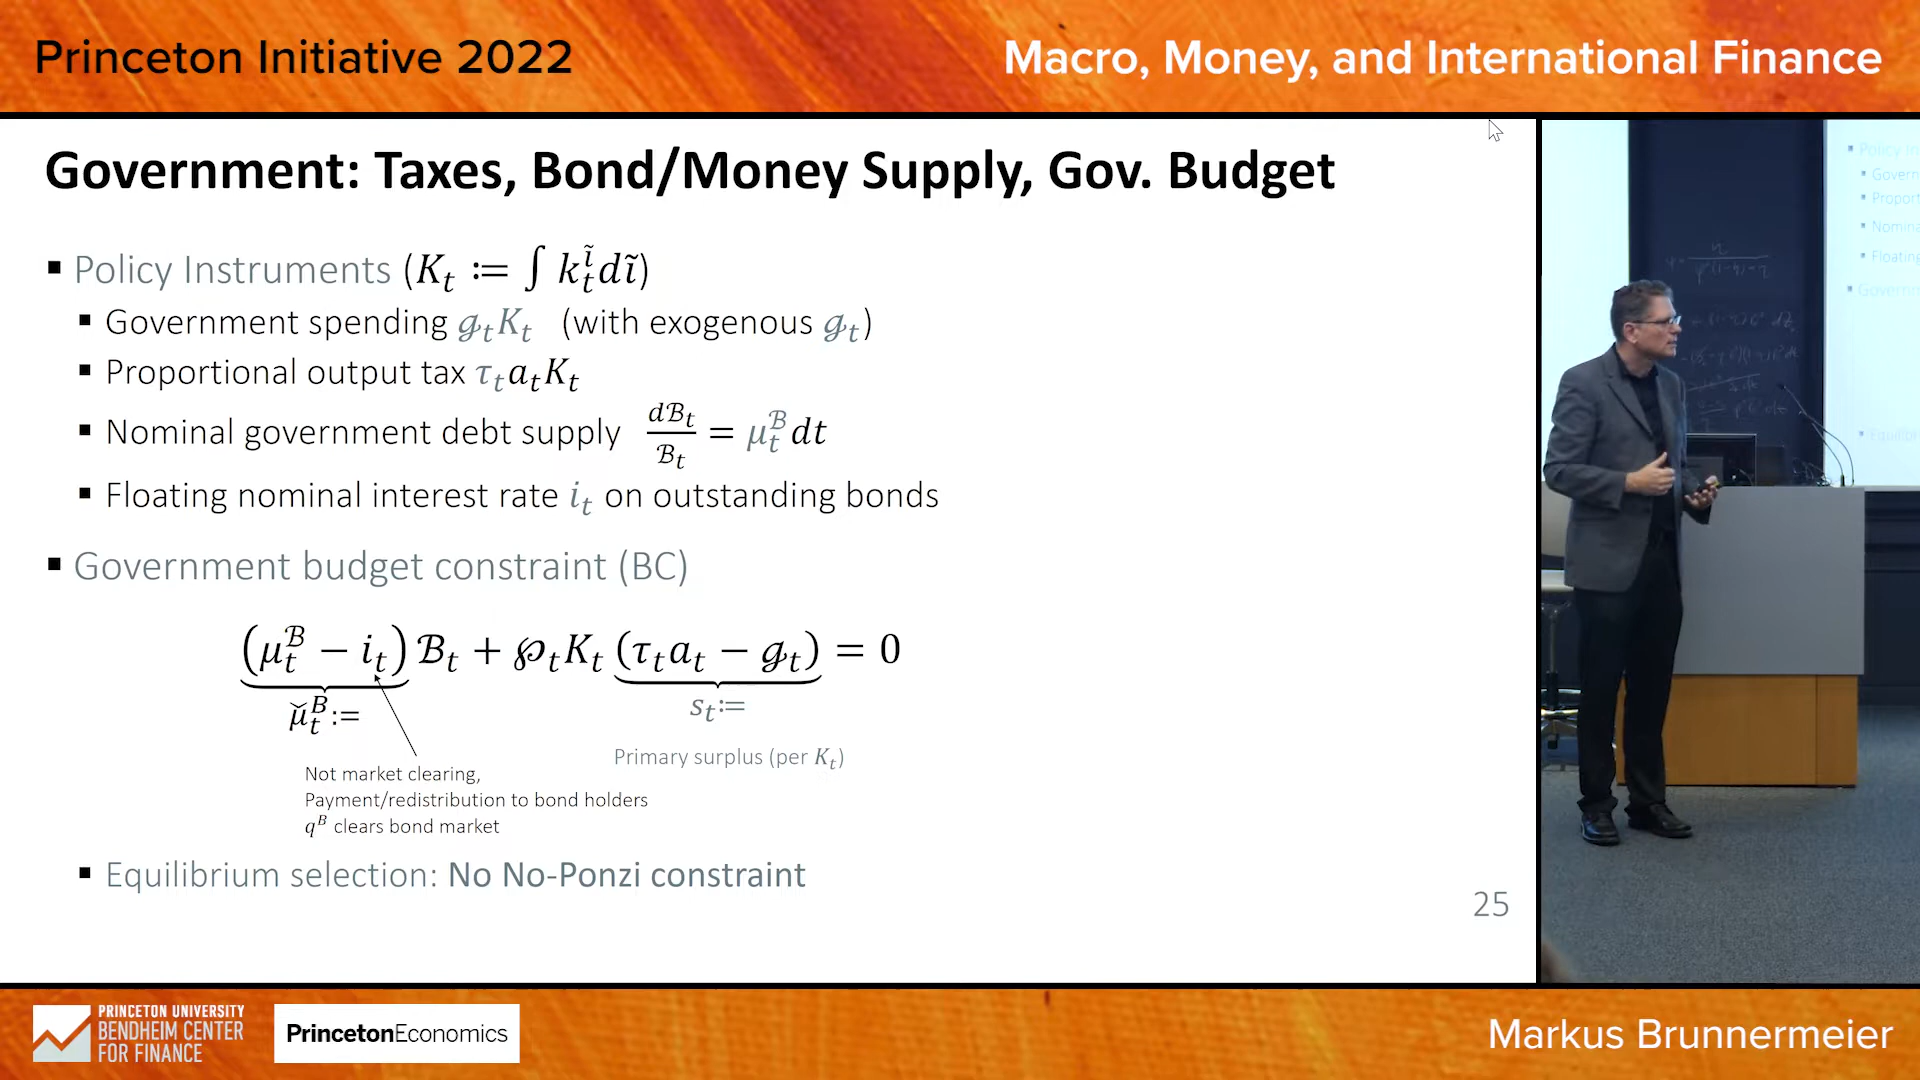 Princeton Initiative 2022
Macro, Money, and International Finance
Government: Taxes, Bond/Money Supply, Gov. Budget
▪ Policy Instruments (K_t := ∫ k_t^ĩ dĩ)
▪ Government spending ℊ_t K_t (with exogenous ℊ_t)
▪ Proportional output tax τ_t a_t K_t
▪ Nominal government debt supply dℬ_t/ℬ_t = μ_t^ℬ dt
▪ Floating nominal interest rate i_t on outstanding bonds
▪ Government budget constraint (BC)
(μ_t^ℬ − i_t) ℬ_t + ℘_t K_t (τ_t a_t − ℊ_t) = 0
μ̆_t^B :=
s_t :=
Primary surplus (per K_t)
Not market clearing,
Payment/redistribution to bond holders
q^B clears bond market
▪ Equilibrium selection: No No-Ponzi constraint
25
PRINCETON UNIVERSITY
BENDHEIM CENTER
FOR FINANCE
PrincetonEconomics
Markus Brunnermeier